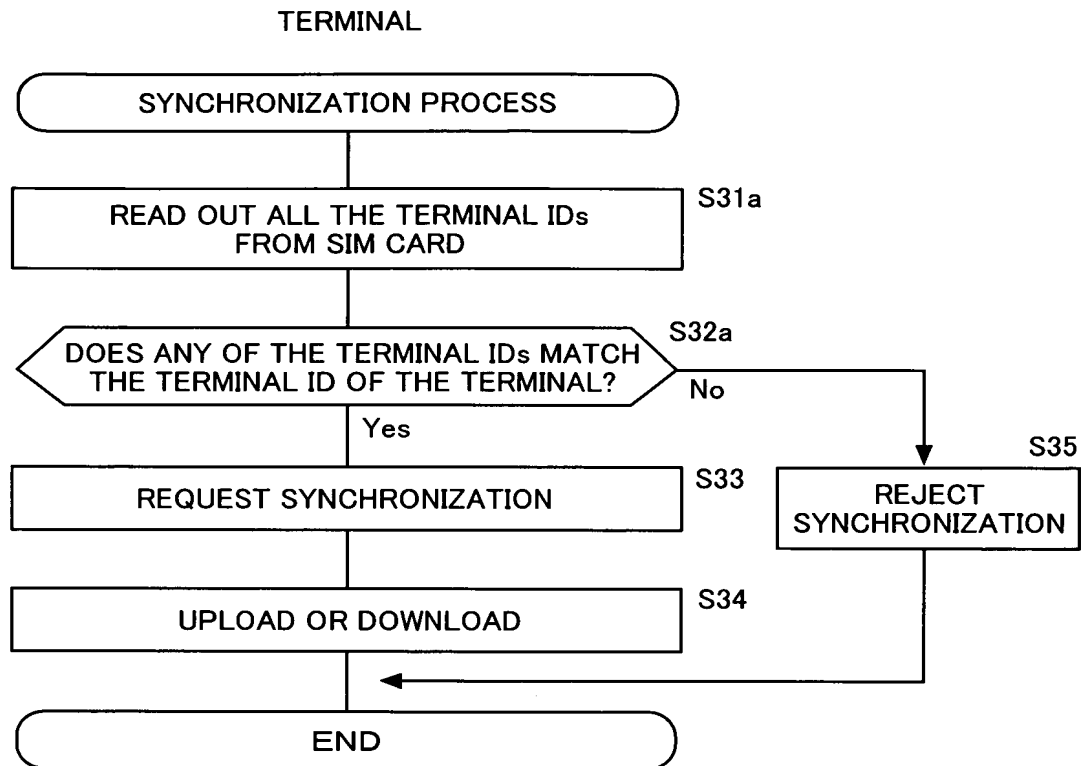 TERMINAL
SYNCHRONIZATION PROCESS
S31a
READ OUT ALL THE TERMINAL IDs
FROM SIM CARD
S32a
DOES ANY OF THE TERMINAL IDs MATCH
THE TERMINAL ID OF THE TERMINAL?
No
Yes
S33
REQUEST SYNCHRONIZATION
S35
REJECT
SYNCHRONIZATION
S34
UPLOAD OR DOWNLOAD
END